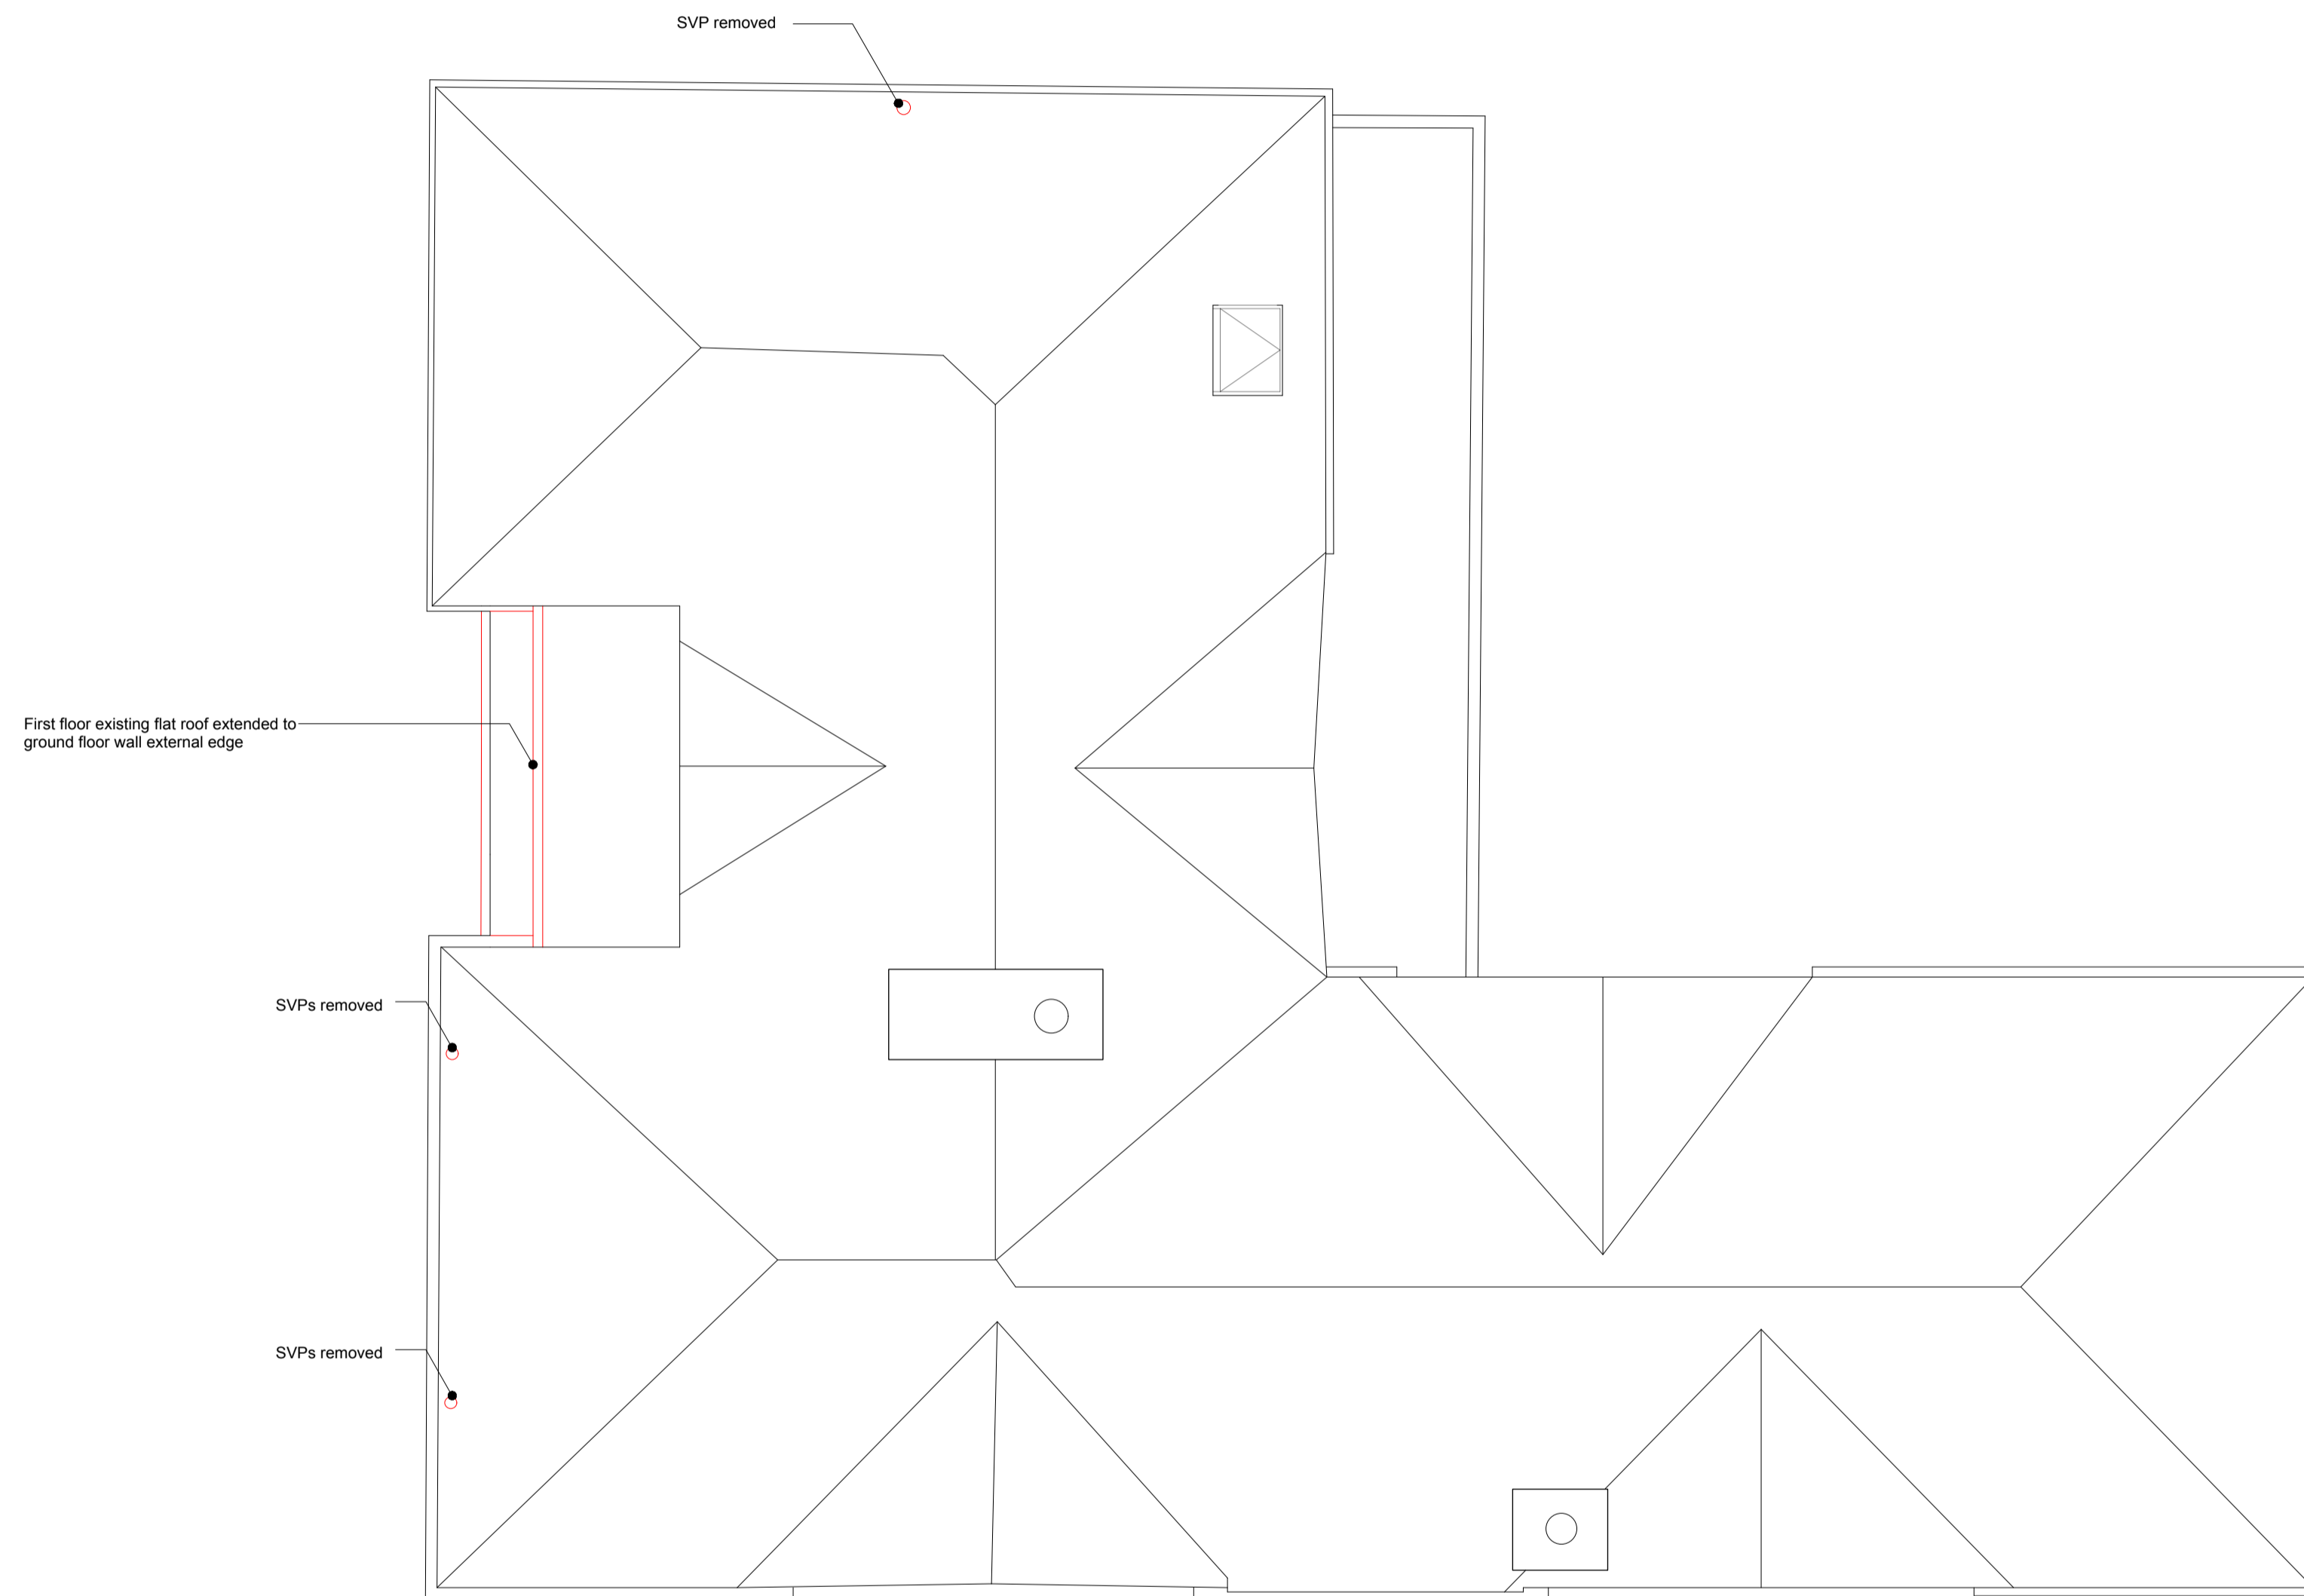 SVP removed
First floor existing flat roof extended to
ground floor wall external edge
SVPs removed
SVPs removed